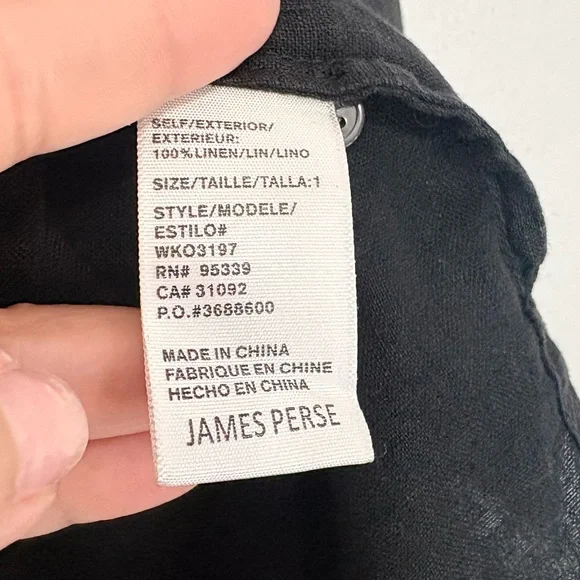 SELF/EXTERIOR/
EXTERIEUR:
100%LINEN/LIN/LINO
SIZE/TAILLE/TALLA:1
STYLE/MODELE/
ESTILO#
WKO3197
RN# 95339
CA# 31092
P.O.#3688600
MADE IN CHINA
FABRIQUE EN CHINE
HECHO EN CHINA
JAMES PERSE